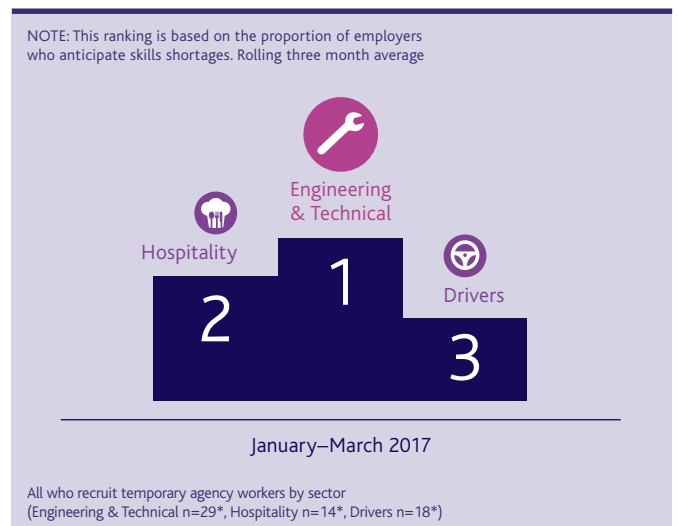 NOTE: This ranking is based on the proportion of employers
who anticipate skills shortages. Rolling three month average
Engineering
& Technical
Hospitality
Drivers
1
2
3
January–March 2017
All who recruit temporary agency workers by sector
(Engineering & Technical n=29*, Hospitality n=14*, Drivers n=18*)